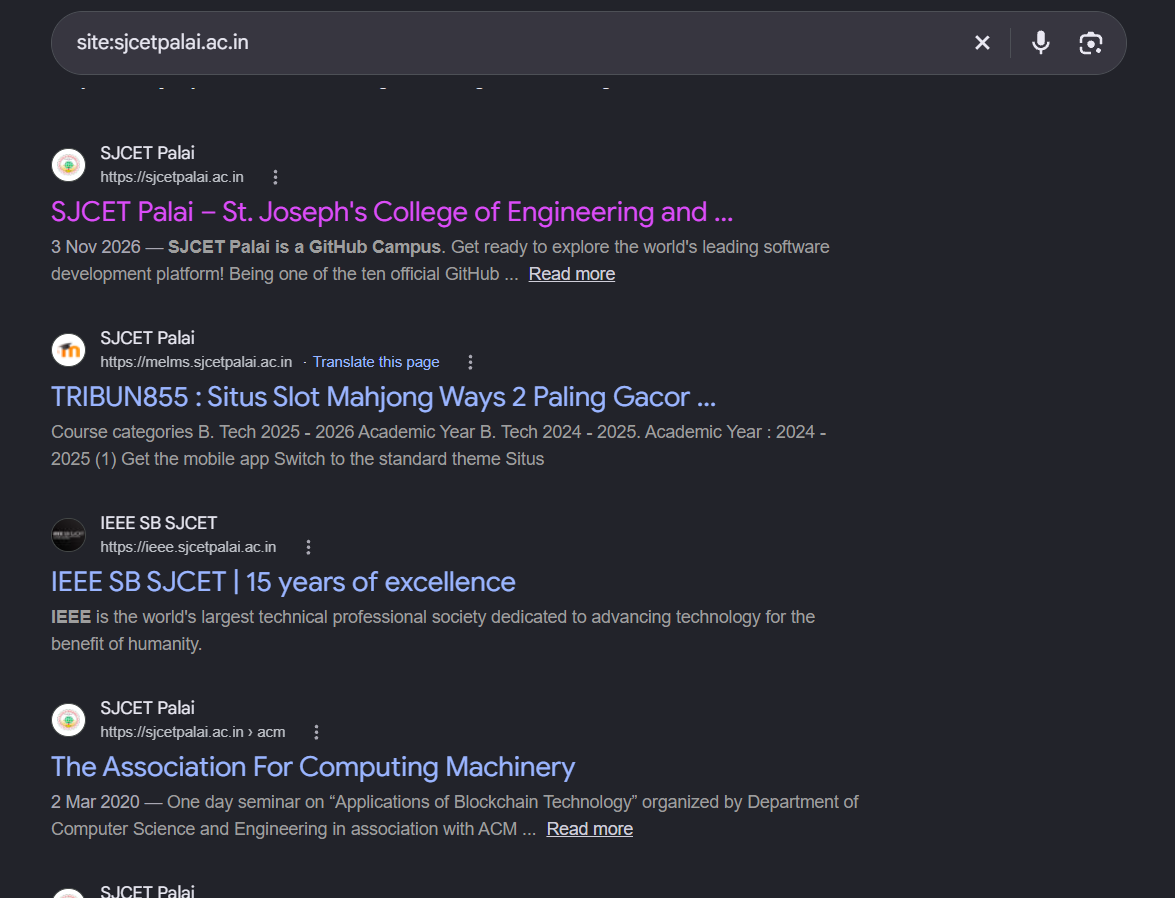 site:sjcetpalai.ac.in
SJCET Palai
https://sjcetpalai.ac.in
SJCET Palai – St. Joseph's College of Engineering and ...
3 Nov 2026 — SJCET Palai is a GitHub Campus. Get ready to explore the world's leading software
development platform! Being one of the ten official GitHub ... Read more
SJCET Palai
https://melms.sjcetpalai.ac.in · Translate this page
TRIBUN855 : Situs Slot Mahjong Ways 2 Paling Gacor ...
Course categories B. Tech 2025 - 2026 Academic Year B. Tech 2024 - 2025. Academic Year : 2024 -
2025 (1) Get the mobile app Switch to the standard theme Situs
IEEE SB SJCET
https://ieee.sjcetpalai.ac.in
IEEE SB SJCET | 15 years of excellence
IEEE is the world's largest technical professional society dedicated to advancing technology for the
benefit of humanity.
SJCET Palai
https://sjcetpalai.ac.in › acm
The Association For Computing Machinery
2 Mar 2020 — One day seminar on “Applications of Blockchain Technology” organized by Department of
Computer Science and Engineering in association with ACM ... Read more
SJCET Palai